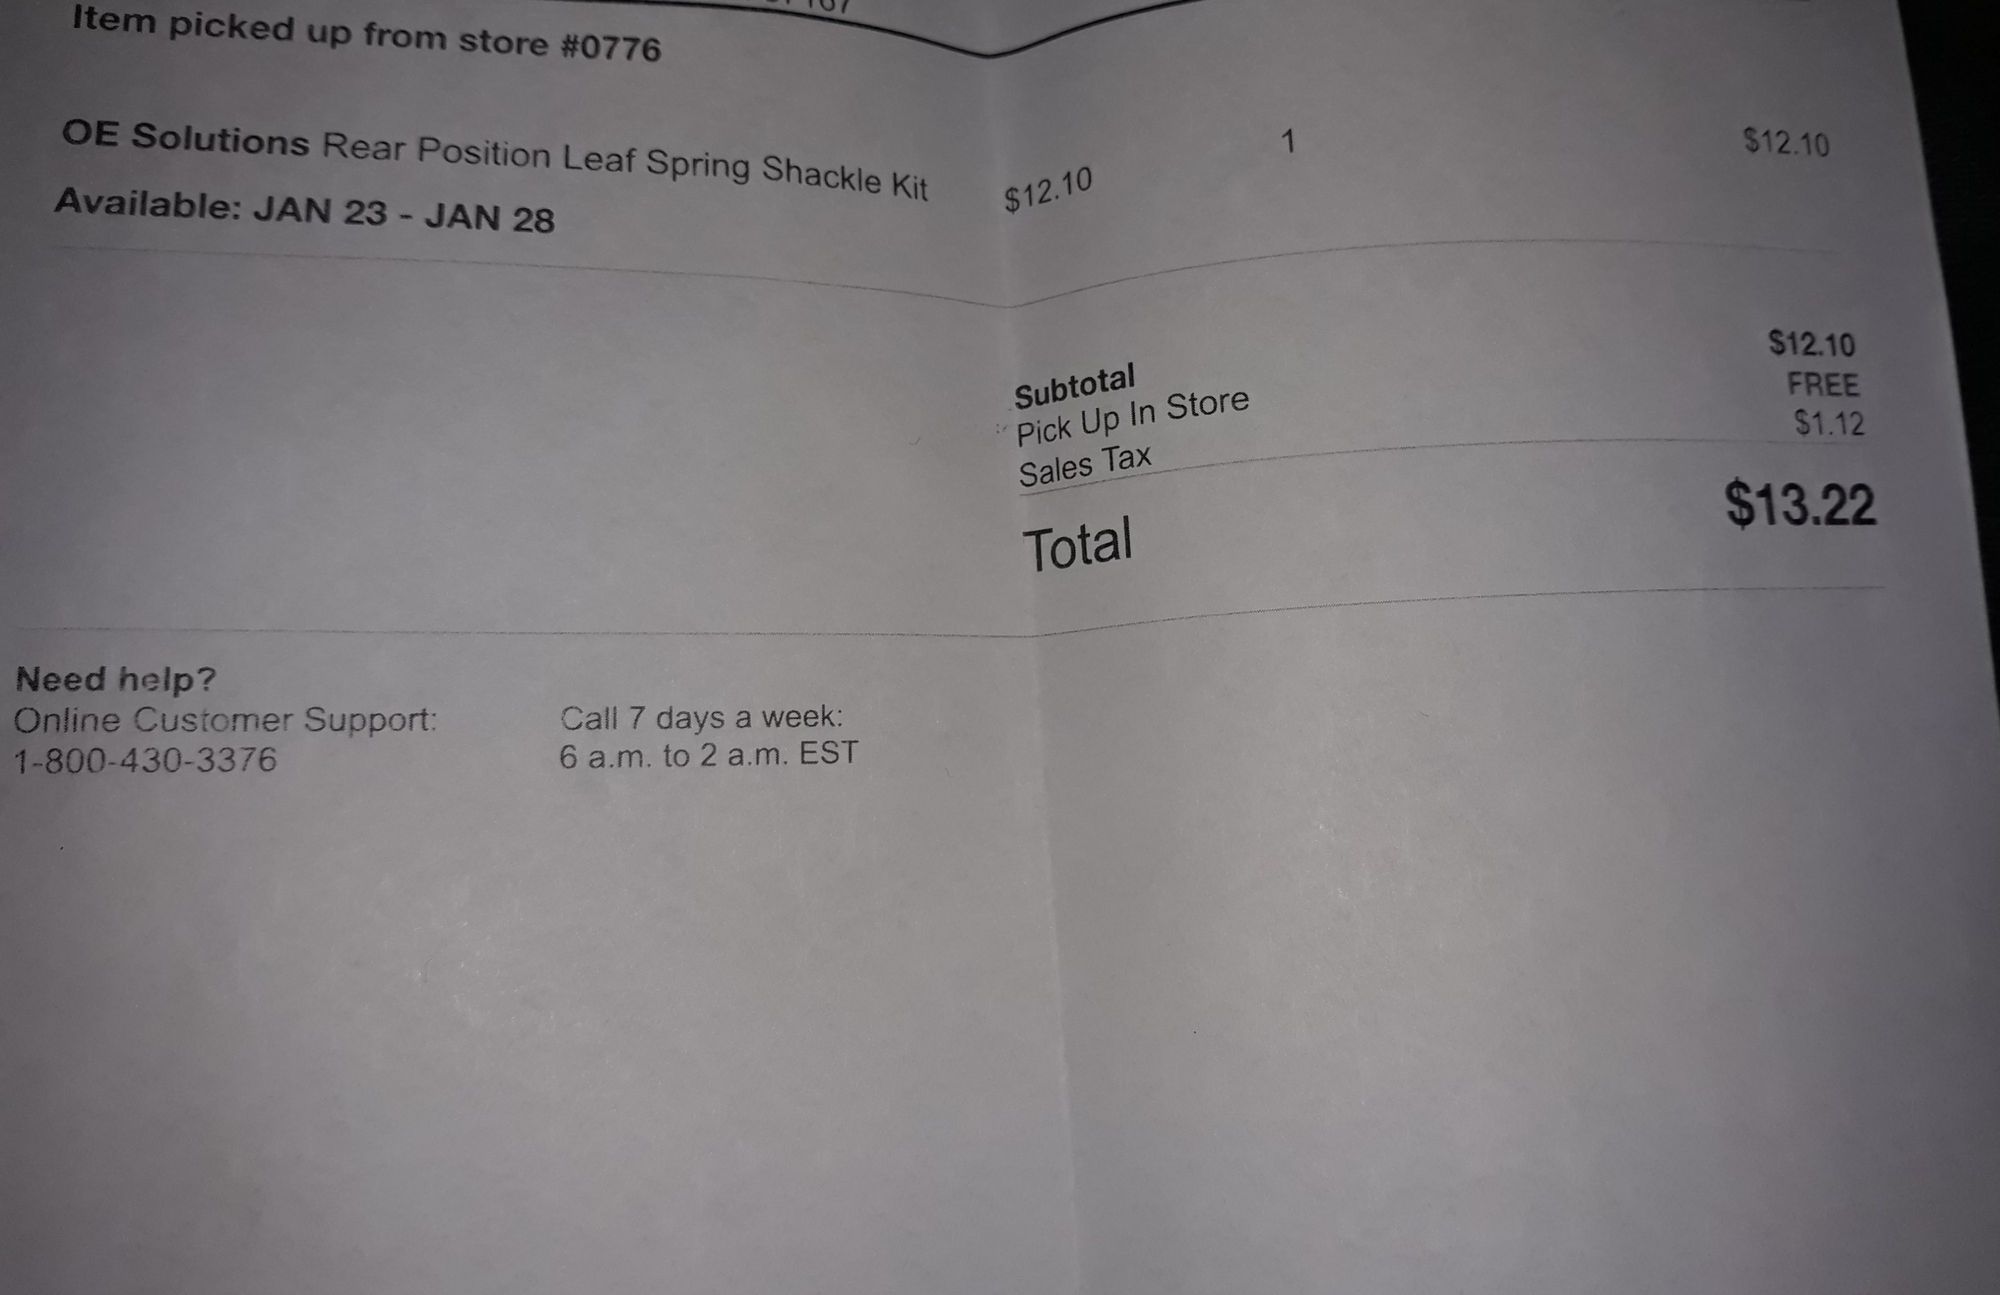 Item picked up from store #0776
OE Solutions Rear Position Leaf Spring Shackle Kit $12.10 1 $12.10
Available: JAN 23 - JAN 28
Subtotal $12.10
Pick Up In Store FREE
Sales Tax $1.12
Total $13.22
Need help?
Online Customer Support:
1-800-430-3376
Call 7 days a week:
6 a.m. to 2 a.m. EST